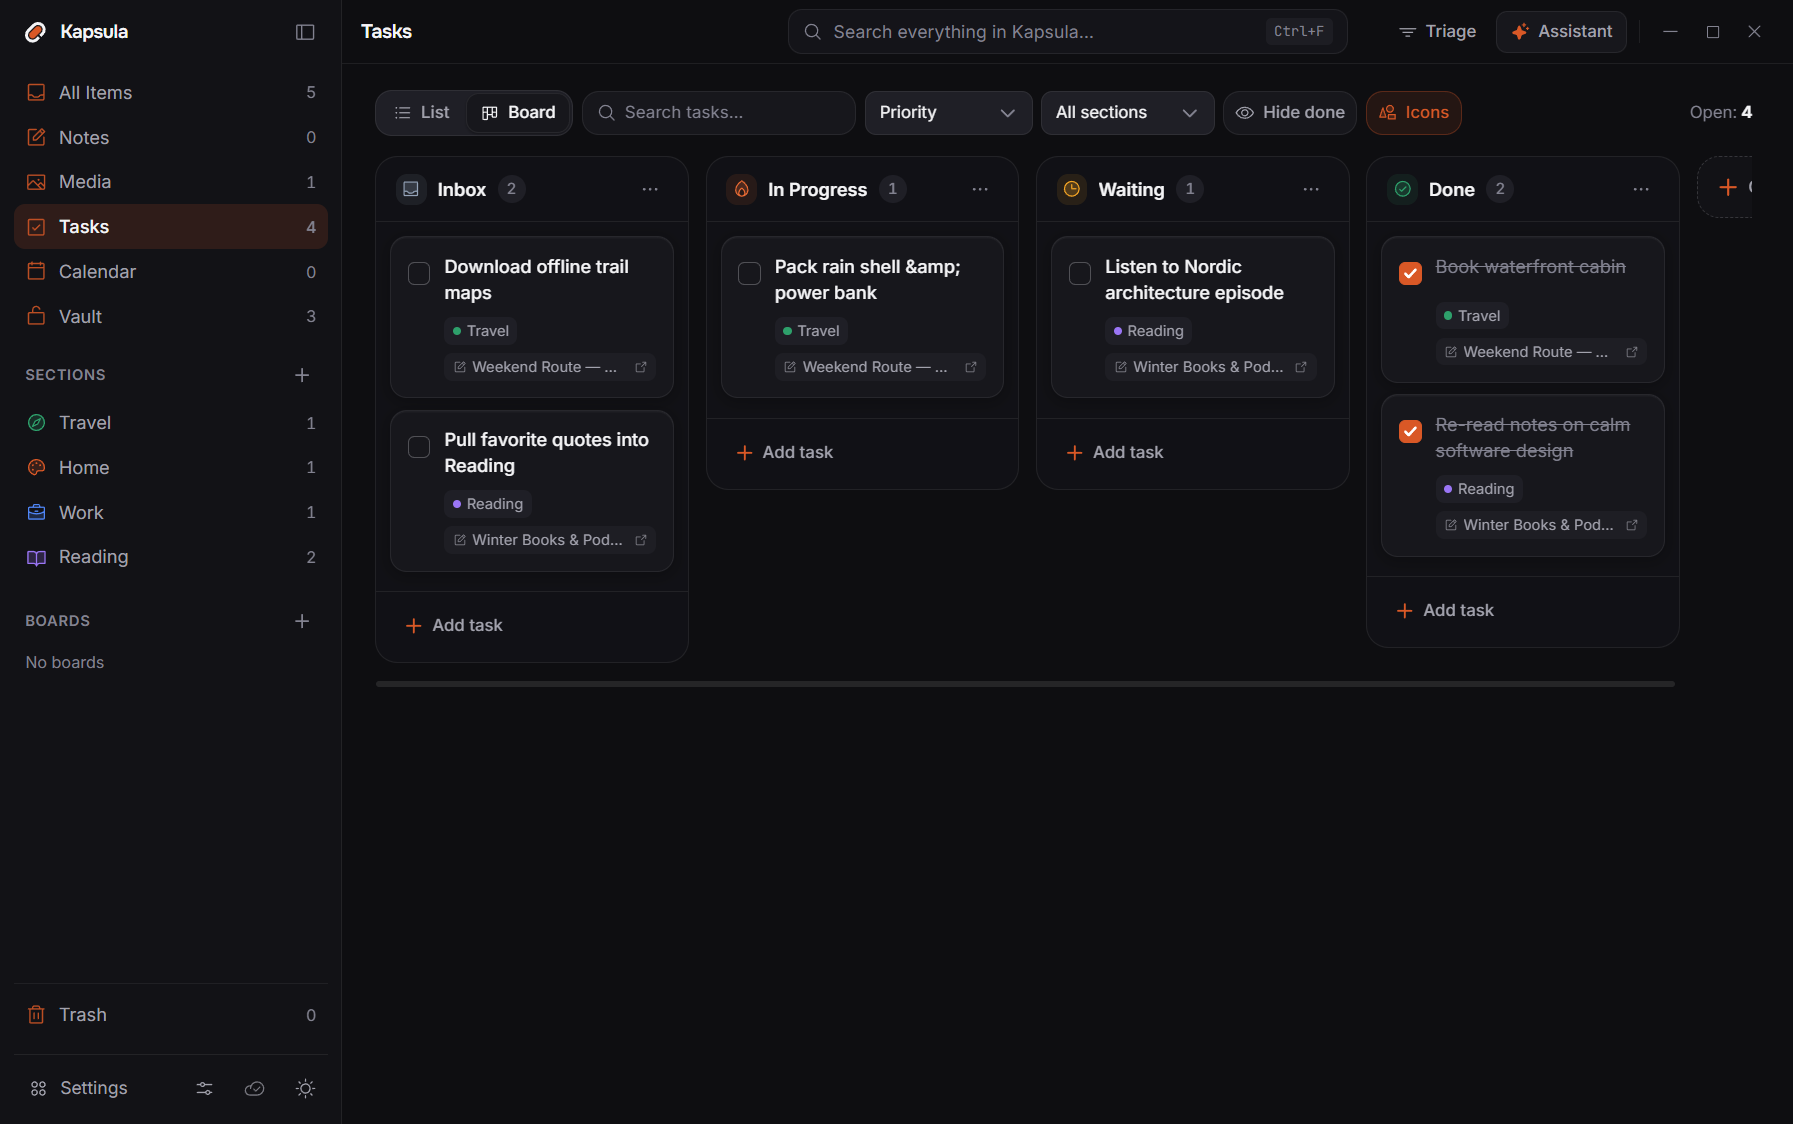 Kapsula
All Items 5
Notes 0
Media 1
Tasks 4
Calendar 0
Vault 3
SECTIONS
Travel 1
Home 1
Work 1
Reading 2
BOARDS
No boards
Trash 0
Settings
Tasks
Search everything in Kapsula... Ctrl+F
Triage
Assistant
List
Board
Search tasks...
Priority
All sections
Hide done
Icons
Open: 4
Inbox 2
Download offline trail
maps
Travel
Weekend Route — ...
Pull favorite quotes into
Reading
Reading
Winter Books & Pod...
Add task
In Progress 1
Pack rain shell &amp;
power bank
Travel
Weekend Route — ...
Add task
Waiting 1
Listen to Nordic
architecture episode
Reading
Winter Books & Pod...
Add task
Done 2
Book waterfront cabin
Travel
Weekend Route — ...
Re-read notes on calm
software design
Reading
Winter Books & Pod...
Add task